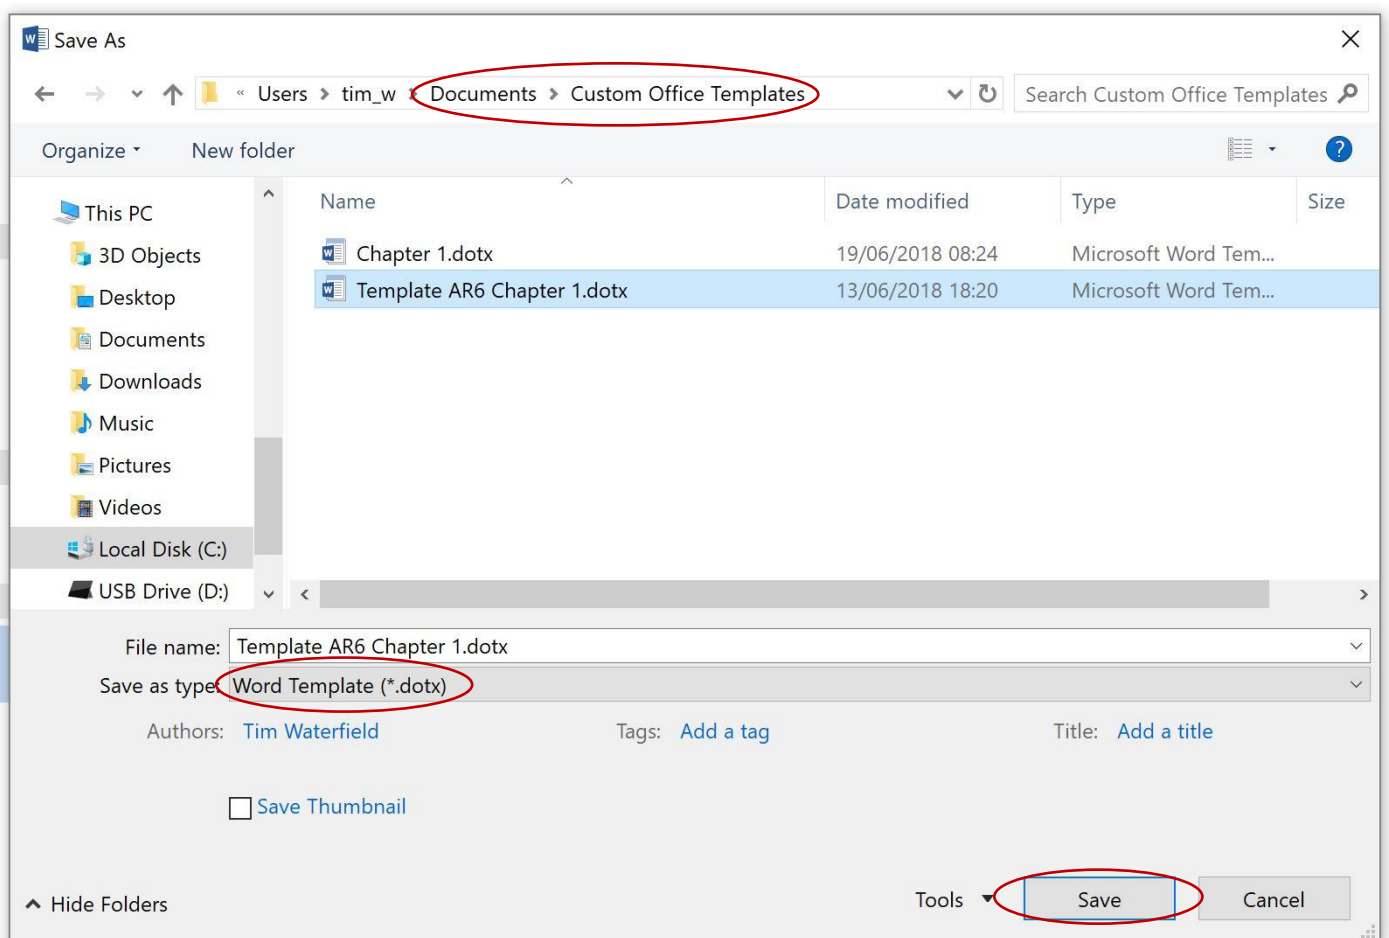 Save As
« Users > tim_w > Documents > Custom Office Templates
Search Custom Office Templates
Organize
New folder
?
Name
Date modified
Type
Size
This PC
3D Objects
Desktop
Documents
Downloads
Music
Pictures
Videos
Local Disk (C:)
USB Drive (D:)
Chapter 1.dotx 19/06/2018 08:24 Microsoft Word Tem...
Template AR6 Chapter 1.dotx 13/06/2018 18:20 Microsoft Word Tem...
File name: Template AR6 Chapter 1.dotx
Save as type: Word Template (*.dotx)
Authors: Tim Waterfield
Tags: Add a tag
Title: Add a title
Save Thumbnail
Hide Folders
Tools
Save
Cancel